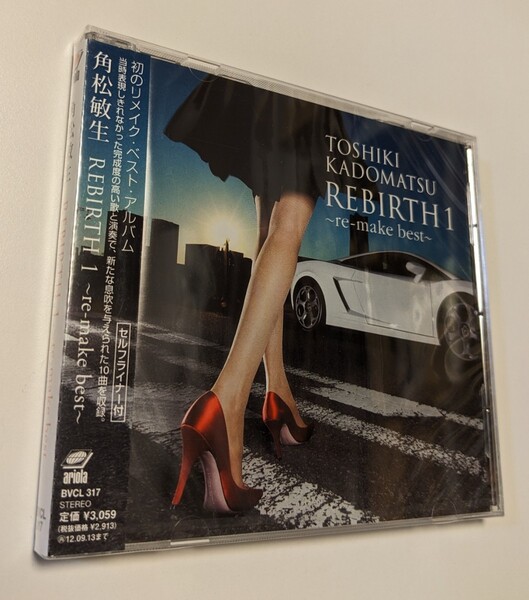 初のリメイク・ベスト・アルバム
当時表現しきれなかった完成度の高い歌と演奏で、新たな息吹を与えられた10曲を収録。
角松敏生 REBIRTH 1 ~re-make best~
セルフライナー付
ariola
BVCL 317
STEREO
定価 ¥3,059
(税抜価格 ¥2,913)
12.09.13まで
TOSHIKI
KADOMATSU
REBIRTH 1
~re-make best~